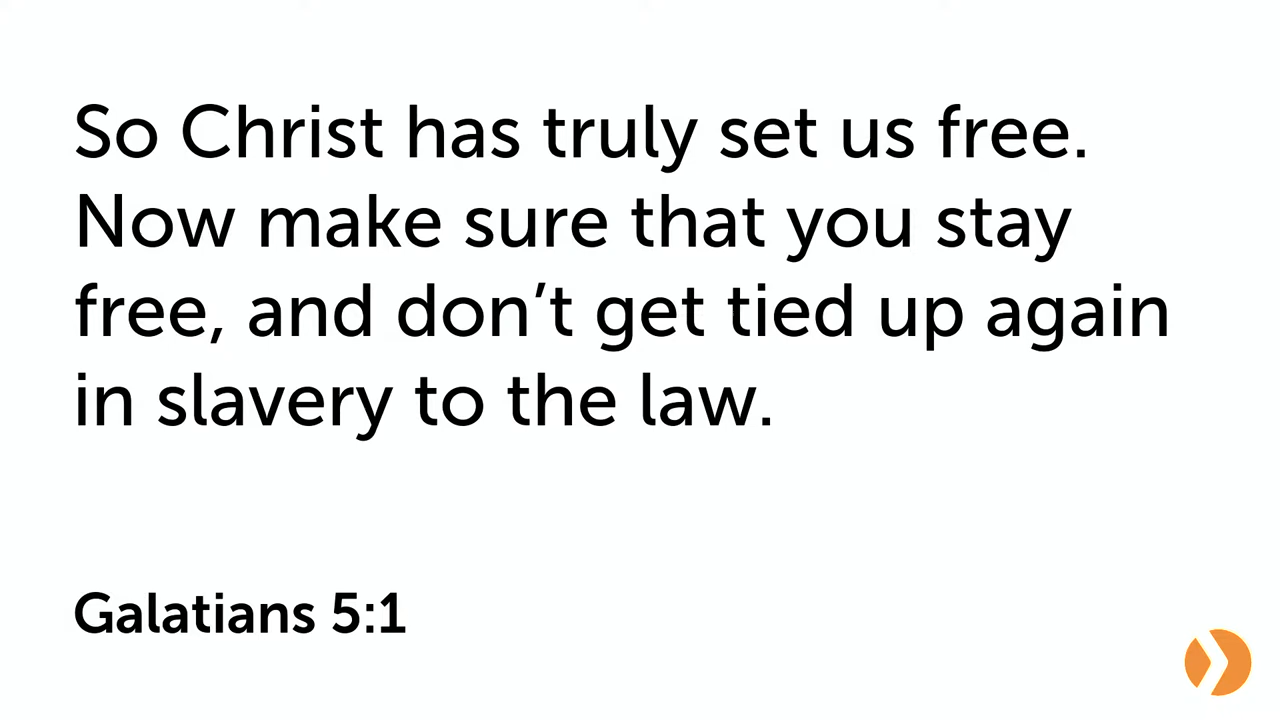 So Christ has truly set us free.
Now make sure that you stay
free, and don’t get tied up again
in slavery to the law.
Galatians 5:1